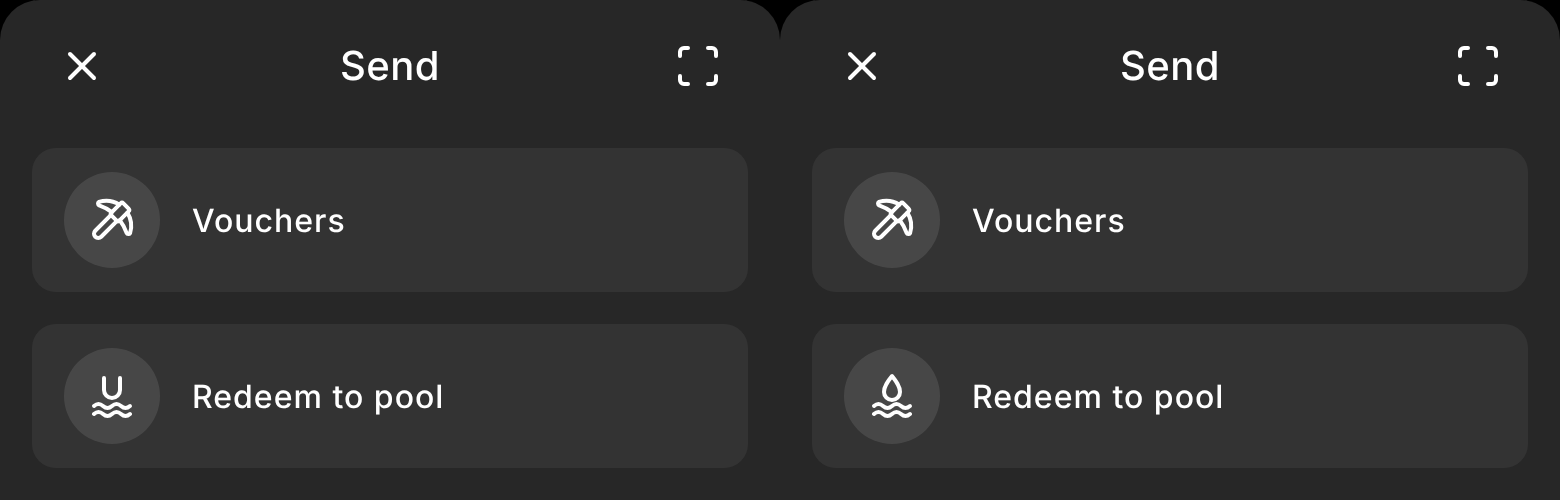 Send
Vouchers
Redeem to pool
Send
Vouchers
Redeem to pool